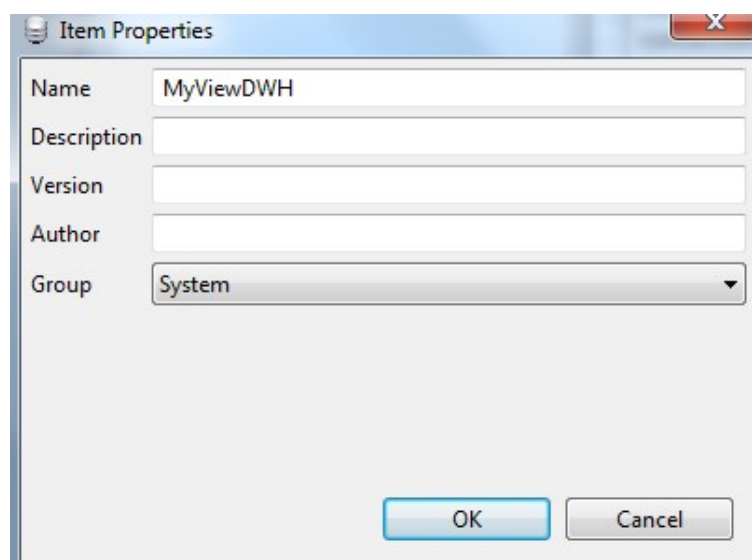 Item Properties
Name MyViewDWH
Description
Version
Author
Group System
OK Cancel